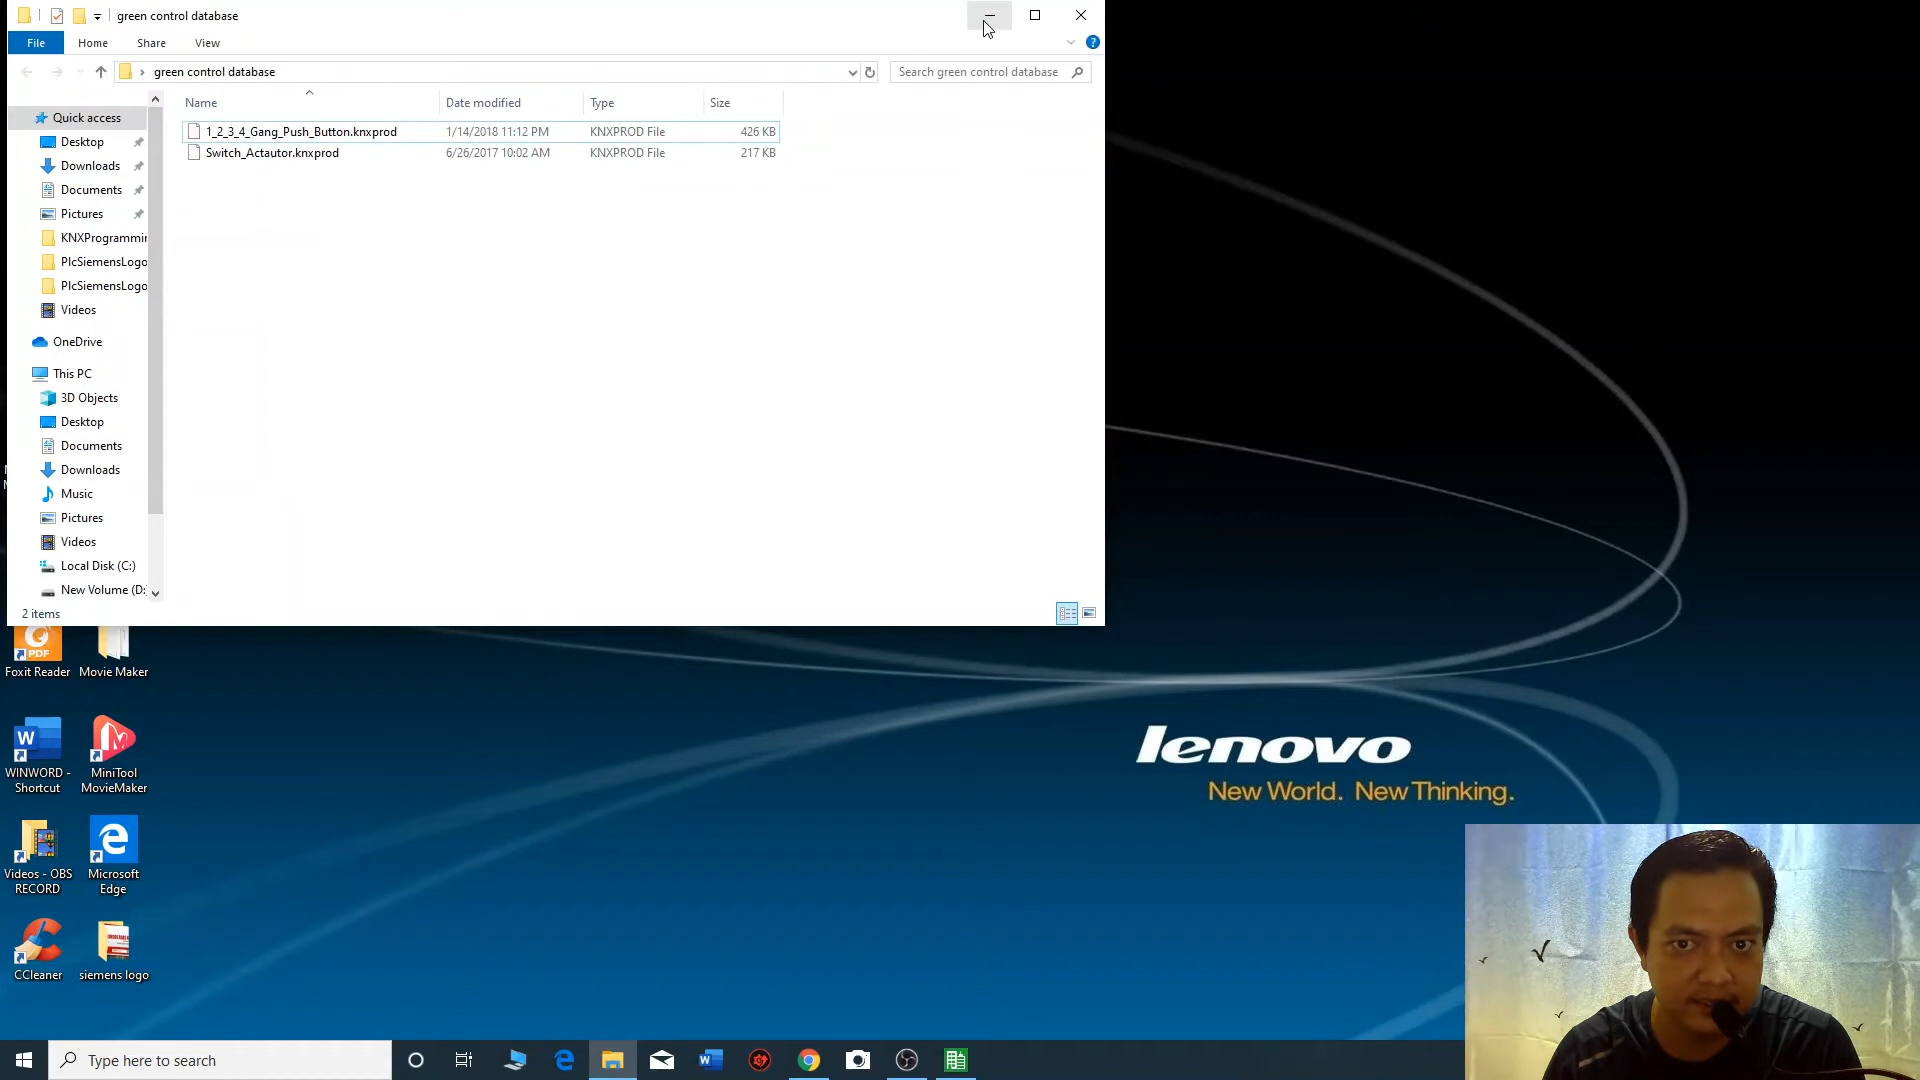 green control database
File
Home
Share
View
green control database
Search green control database
Name
Date modified
Type
Size
1_2_3_4_Gang_Push_Button.knxprod
1/14/2018 11:12 PM
KNXPROD File
426 KB
Switch_Actautor.knxprod
6/26/2017 10:02 AM
KNXPROD File
217 KB
Quick access
Desktop
Downloads
Documents
Pictures
KNXProgrammin
PlcSiemensLogo
PlcSiemensLogo
Videos
OneDrive
This PC
3D Objects
Desktop
Documents
Downloads
Music
Pictures
Videos
Local Disk (C:)
New Volume (D:
2 items
PDF
Foxit Reader
Movie Maker
WINWORD -
Shortcut
MiniTool
MovieMaker
Videos - OBS
RECORD
Microsoft
Edge
CCleaner
siemens logo
lenovo
New World. New Thinking.
Type here to search